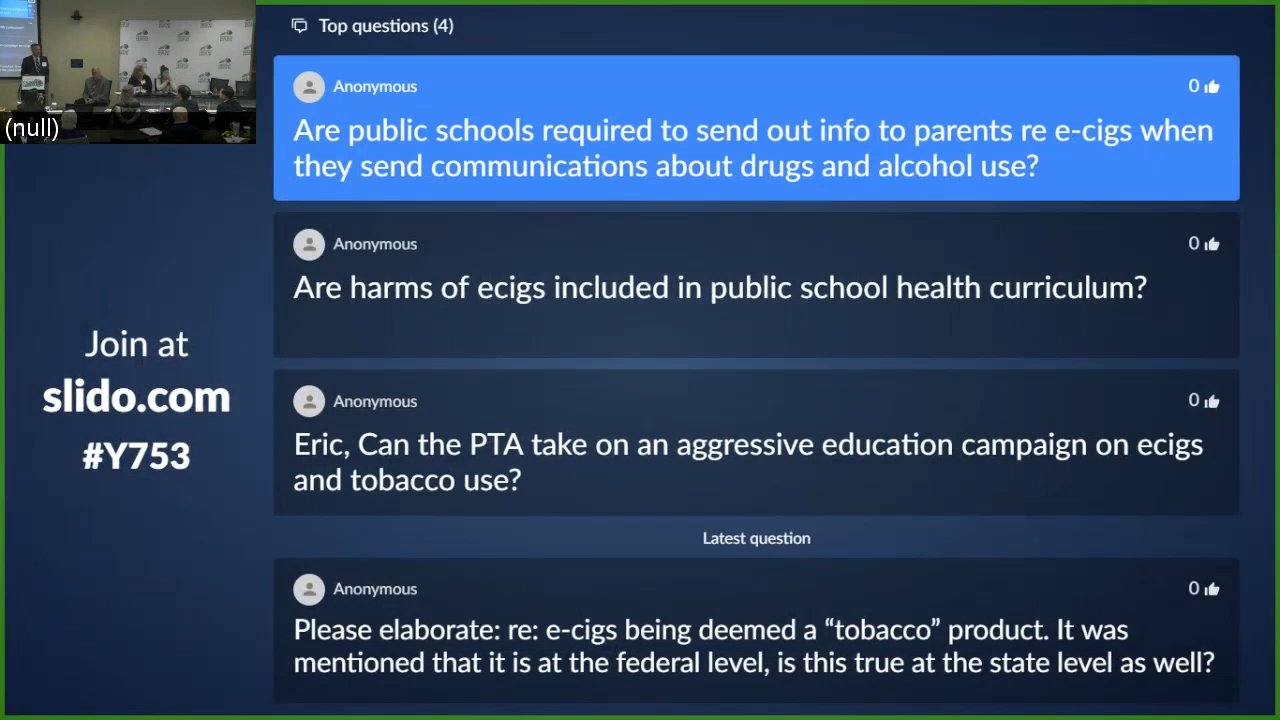 (null)
Top questions (4)
Anonymous
0
Are public schools required to send out info to parents re e-cigs when
they send communications about drugs and alcohol use?
Anonymous
0
Are harms of ecigs included in public school health curriculum?
Anonymous
0
Eric, Can the PTA take on an aggressive education campaign on ecigs
and tobacco use?
Latest question
Anonymous
0
Please elaborate: re: e-cigs being deemed a “tobacco” product. It was
mentioned that it is at the federal level, is this true at the state level as well?
Join at
slido.com
#Y753